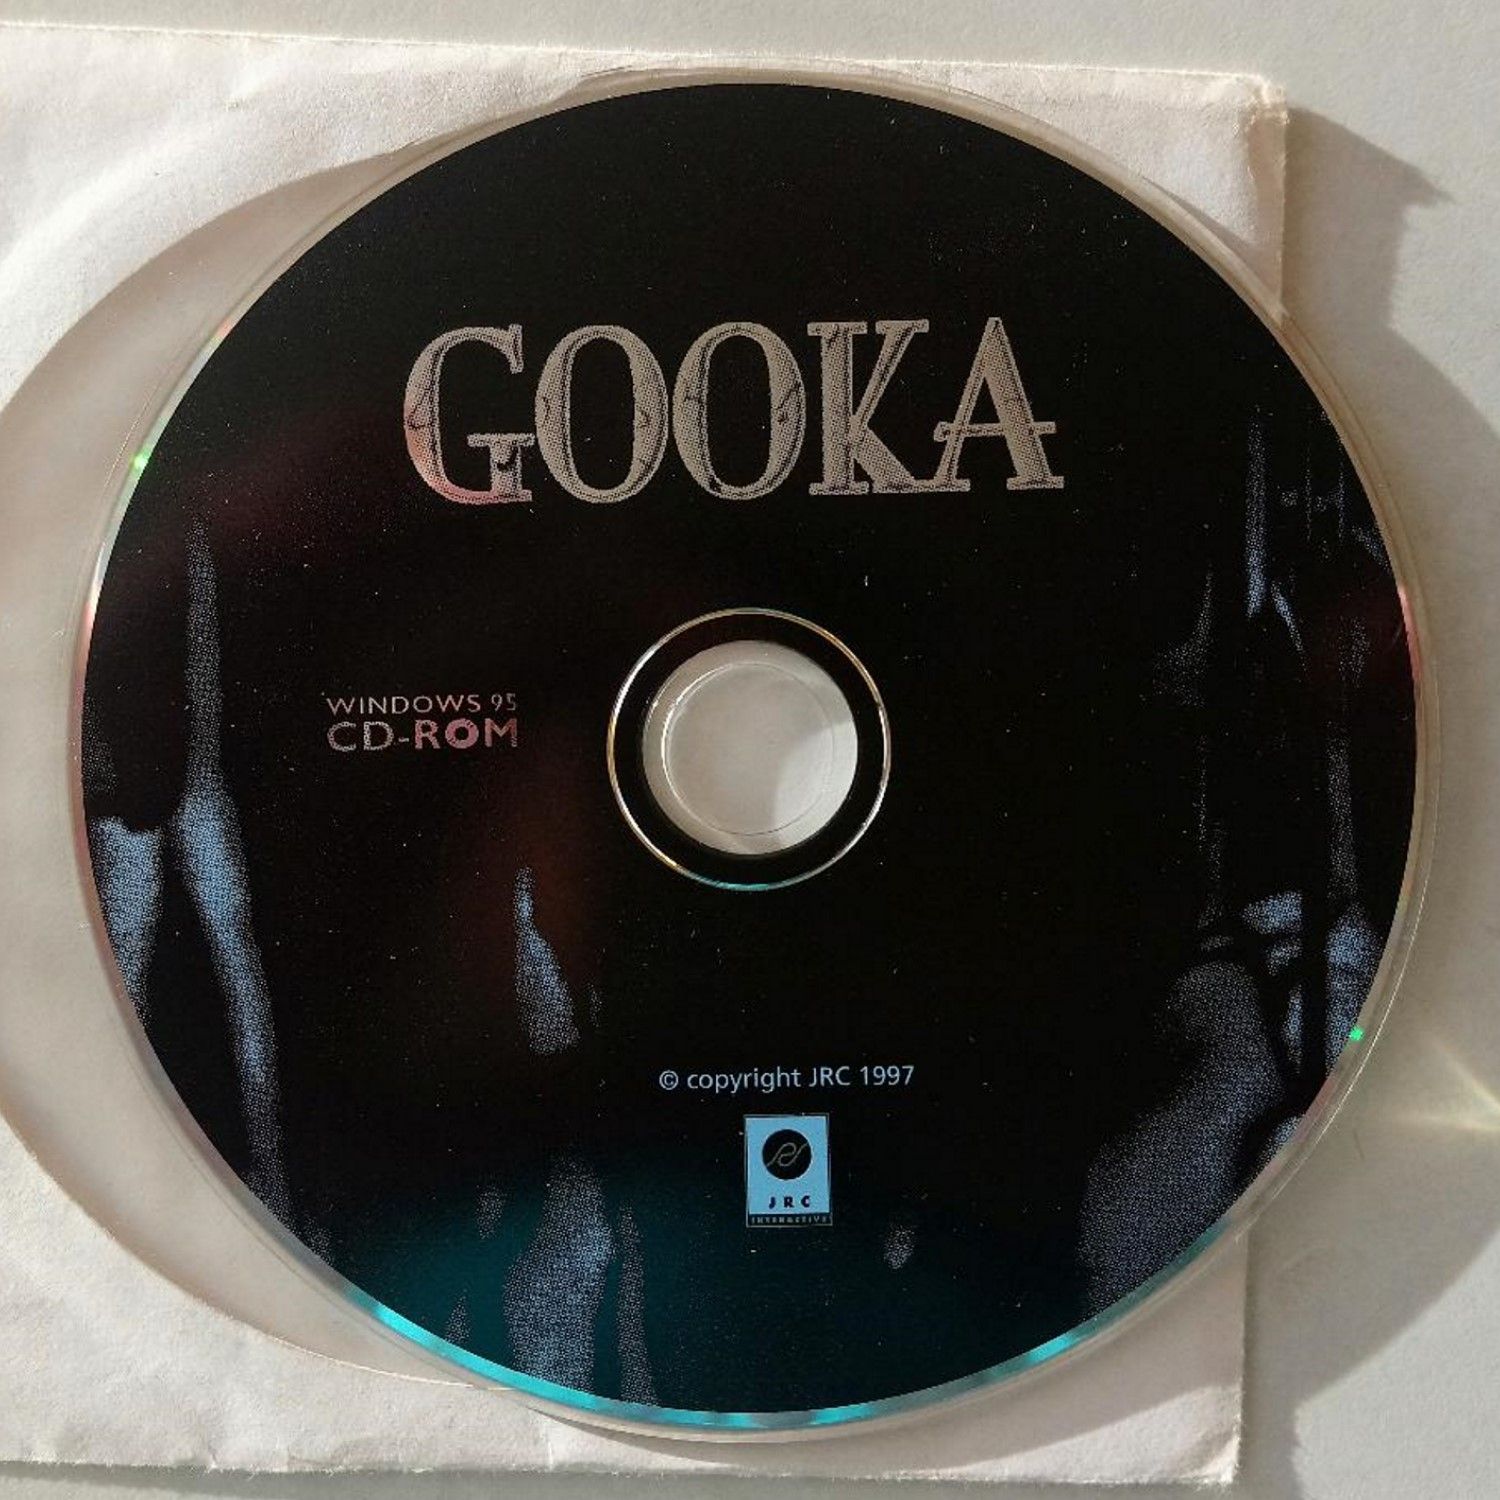 GOOKA
WINDOWS 95
CD-ROM
© copyright JRC 1997
JRC
INTERACTIVE